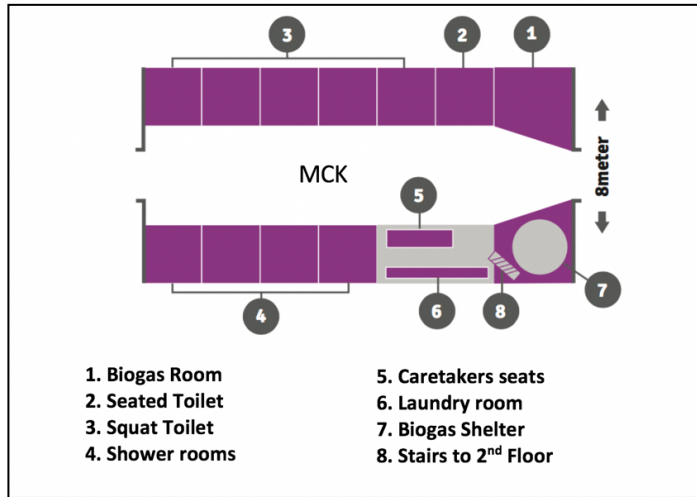 3
2
1
MCK
8meter
5
4
6
8
7
1. Biogas Room
2. Seated Toilet
3. Squat Toilet
4. Shower rooms
5. Caretakers seats
6. Laundry room
7. Biogas Shelter
8. Stairs to 2nd Floor